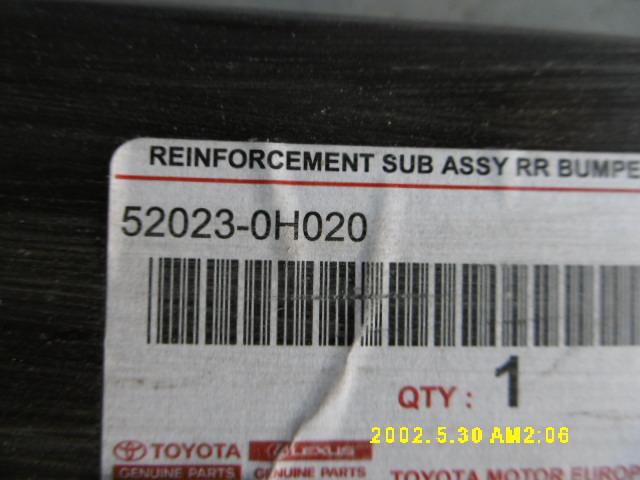 REINFORCEMENT SUB ASSY RR BUMPE
52023-0H020
QTY : 1
2002.5.30 AM2:06
TOYOTA LEXUS
GENUINE PARTS GENUINE PARTS
TOYOTA MOTOR EUROP